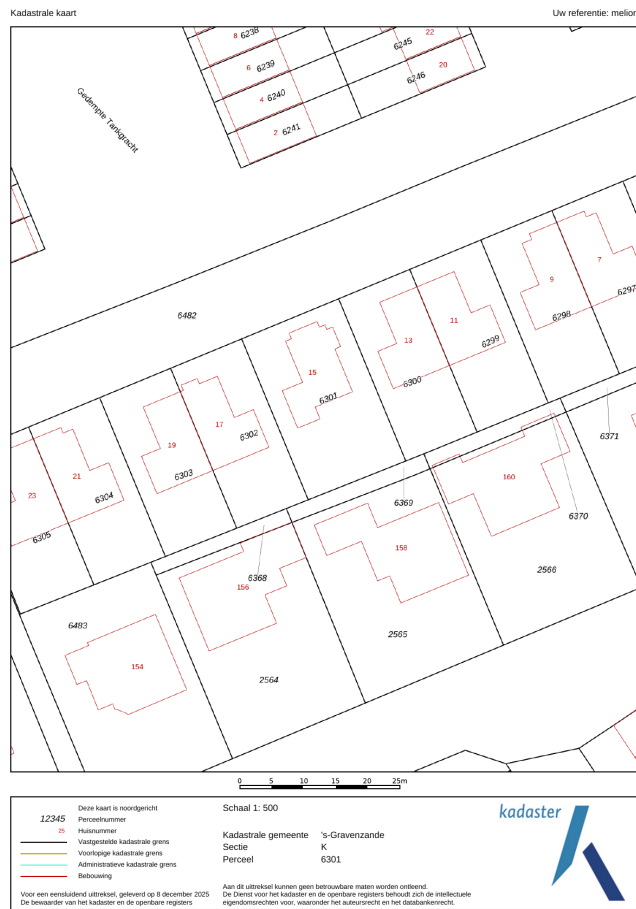 Kadastrale kaart
Uw referentie: melior
8
6238
22
6245
6
6239
20
6246
4
6240
2
6241
Gedempte Tankgracht
7
9
6297
6298
6482
11
13
6299
15
6300
6301
17
19
6302
6371
6303
21
160
23
6304
6369
6370
6305
158
2566
6368
156
6483
2565
154
2564
0 5 10 15 20 25m
Deze kaart is noordgericht
12345 Perceelnummer
25 Huisnummer
Vastgestelde kadastrale grens
Voorlopige kadastrale grens
Administratieve kadastrale grens
Bebouwing
Voor een eensluidend uittreksel, geleverd op 8 december 2025
De bewaarder van het kadaster en de openbare registers
Schaal 1: 500
Kadastrale gemeente 's-Gravenzande
Sectie K
Perceel 6301
Aan dit uittreksel kunnen geen betrouwbare maten worden ontleend.
De Dienst voor het kadaster en de openbare registers behoudt zich de intellectuele
eigendomsrechten voor, waaronder het auteursrecht en het databankenrecht.
kadaster